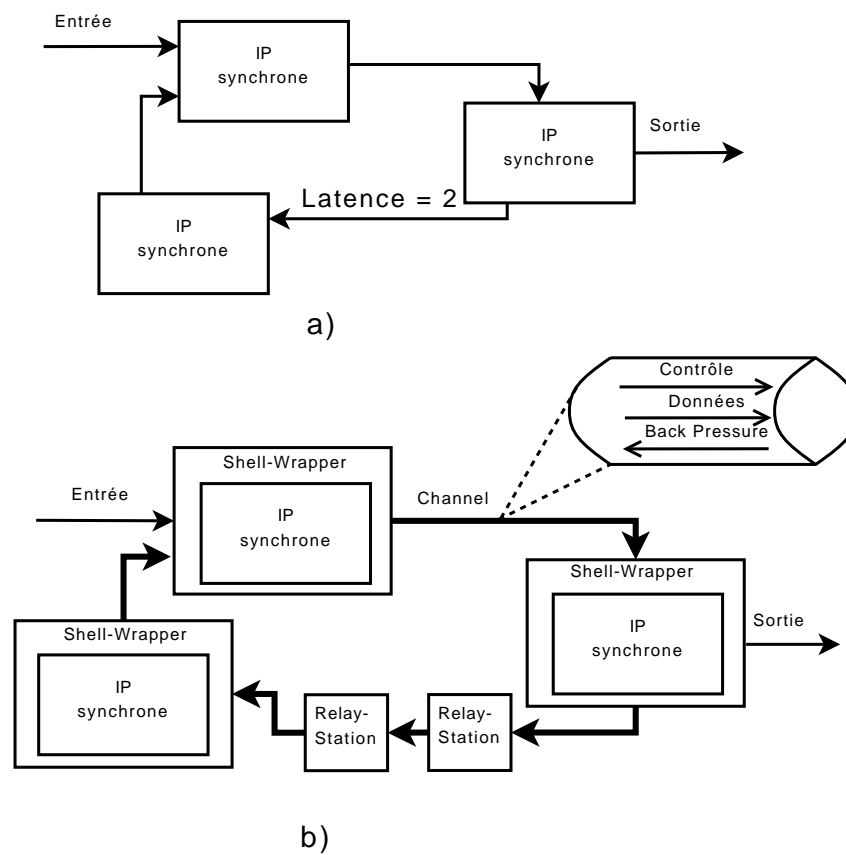 Entrée
IP
synchrone
IP
synchrone
Sortie
Latence = 2
IP
synchrone
a)
Contrôle
Données
Back Pressure
Shell-Wrapper
Entrée
Channel
IP
synchrone
Shell-Wrapper
IP
synchrone
Sortie
Shell-Wrapper
IP
synchrone
Relay-
Station
Relay-
Station
b)